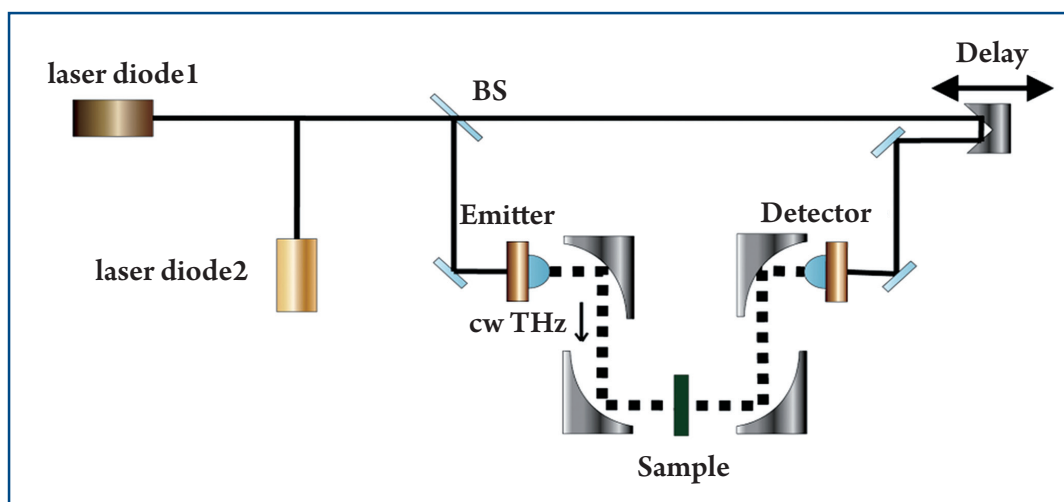 laser diode1
BS
Delay
laser diode2
Emitter
Detector
cw THz
Sample